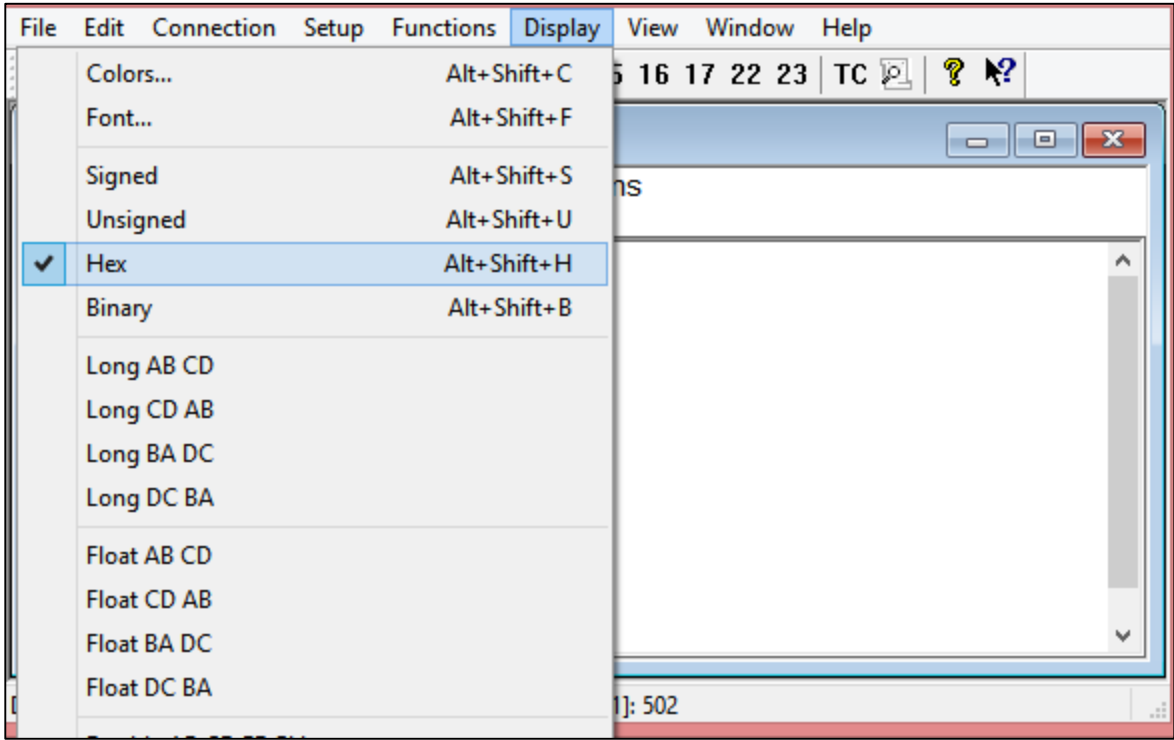 File Edit Connection Setup Functions Display View Window Help
16 17 22 23 TC
Colors... Alt+Shift+C
Font... Alt+Shift+F
Signed Alt+Shift+S
Unsigned Alt+Shift+U
Hex Alt+Shift+H
Binary Alt+Shift+B
Long AB CD
Long CD AB
Long BA DC
Long DC BA
Float AB CD
Float CD AB
Float BA DC
Float DC BA
ns
]: 502